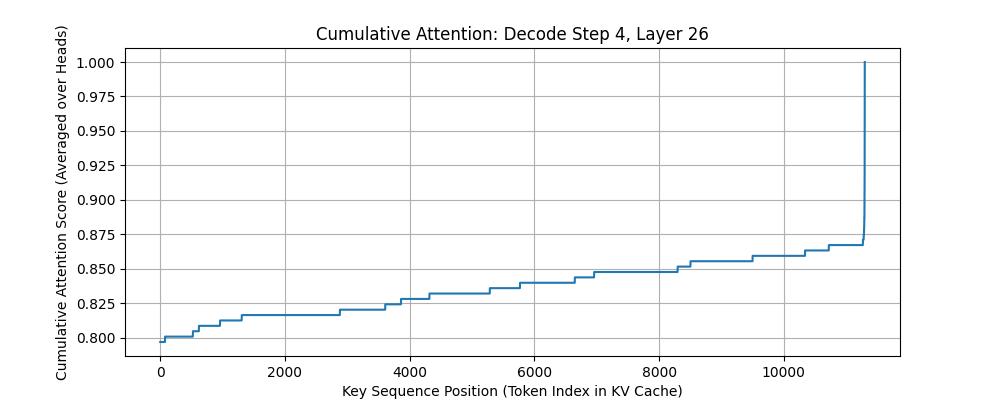 Cumulative Attention: Decode Step 4, Layer 26
Cumulative Attention Score (Averaged over Heads)
1.000
0.975
0.950
0.925
0.900
0.875
0.850
0.825
0.800
0 2000 4000 6000 8000 10000
Key Sequence Position (Token Index in KV Cache)